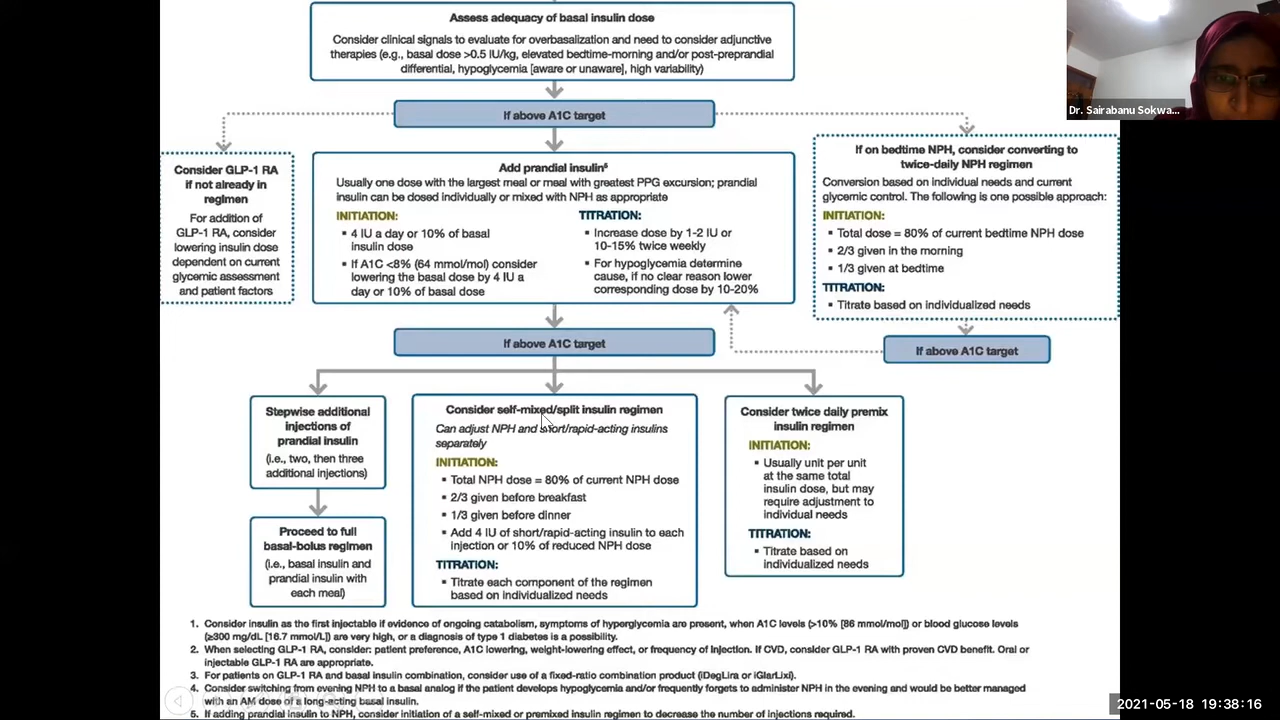 Assess adequacy of basal insulin dose
Consider clinical signals to evaluate for overbasalization and need to consider adjunctive
therapies (e.g., basal dose >0.5 IU/kg, elevated bedtime-morning and/or post-preprandial
differential, hypoglycemia [aware or unaware], high variability)
Dr. Sairabanu Sokwa...
If above A1C target
Consider GLP-1 RA
if not already in
regimen
For addition of
GLP-1 RA, consider
lowering insulin dose
dependent on current
glycemic assessment
and patient factors
Add prandial insulin⁵
Usually one dose with the largest meal or meal with greatest PPG excursion; prandial
insulin can be dosed individually or mixed with NPH as appropriate
INITIATION:
▪ 4 IU a day or 10% of basal
insulin dose
▪ If A1C <8% (64 mmol/mol) consider
lowering the basal dose by 4 IU a
day or 10% of basal dose
TITRATION:
▪ Increase dose by 1-2 IU or
10-15% twice weekly
▪ For hypoglycemia determine
cause, if no clear reason lower
corresponding dose by 10-20%
If on bedtime NPH, consider converting to
twice-daily NPH regimen
Conversion based on individual needs and current
glycemic control. The following is one possible approach:
INITIATION:
▪ Total dose = 80% of current bedtime NPH dose
▪ 2/3 given in the morning
▪ 1/3 given at bedtime
TITRATION:
▪ Titrate based on individualized needs
If above A1C target
If above A1C target
Stepwise additional
injections of
prandial insulin
(i.e., two, then three
additional injections)
Proceed to full
basal-bolus regimen
(i.e., basal insulin and
prandial insulin with
each meal)
Consider self-mixed/split insulin regimen
Can adjust NPH and short/rapid-acting insulins
separately
INITIATION:
▪ Total NPH dose = 80% of current NPH dose
▪ 2/3 given before breakfast
▪ 1/3 given before dinner
▪ Add 4 IU of short/rapid-acting insulin to each
injection or 10% of reduced NPH dose
TITRATION:
▪ Titrate each component of the regimen
based on individualized needs
Consider twice daily premix
insulin regimen
INITIATION:
▪ Usually unit per unit
at the same total
insulin dose, but may
require adjustment to
individual needs
TITRATION:
▪ Titrate based on
individualized needs
1. Consider insulin as the first injectable if evidence of ongoing catabolism, symptoms of hyperglycemia are present, when A1C levels (>10% [86 mmol/mol]) or blood glucose levels
(≥300 mg/dL [16.7 mmol/L]) are very high, or a diagnosis of type 1 diabetes is a possibility.
2. When selecting GLP-1 RA, consider: patient preference, A1C lowering, weight-lowering effect, or frequency of injection. If CVD, consider GLP-1 RA with proven CVD benefit. Oral or
injectable GLP-1 RA are appropriate.
3. For patients on GLP-1 RA and basal insulin combination, consider use of a fixed-ratio combination product (iDegLira or iGlarLixi).
4. Consider switching from evening NPH to a basal analog if the patient develops hypoglycemia and/or frequently forgets to administer NPH in the evening and would be better managed
with an AM dose of a long-acting basal insulin.
5. If adding prandial insulin to NPH, consider initiation of a self-mixed or premixed insulin regimen to decrease the number of injections required.
2021-05-18 19:38:16